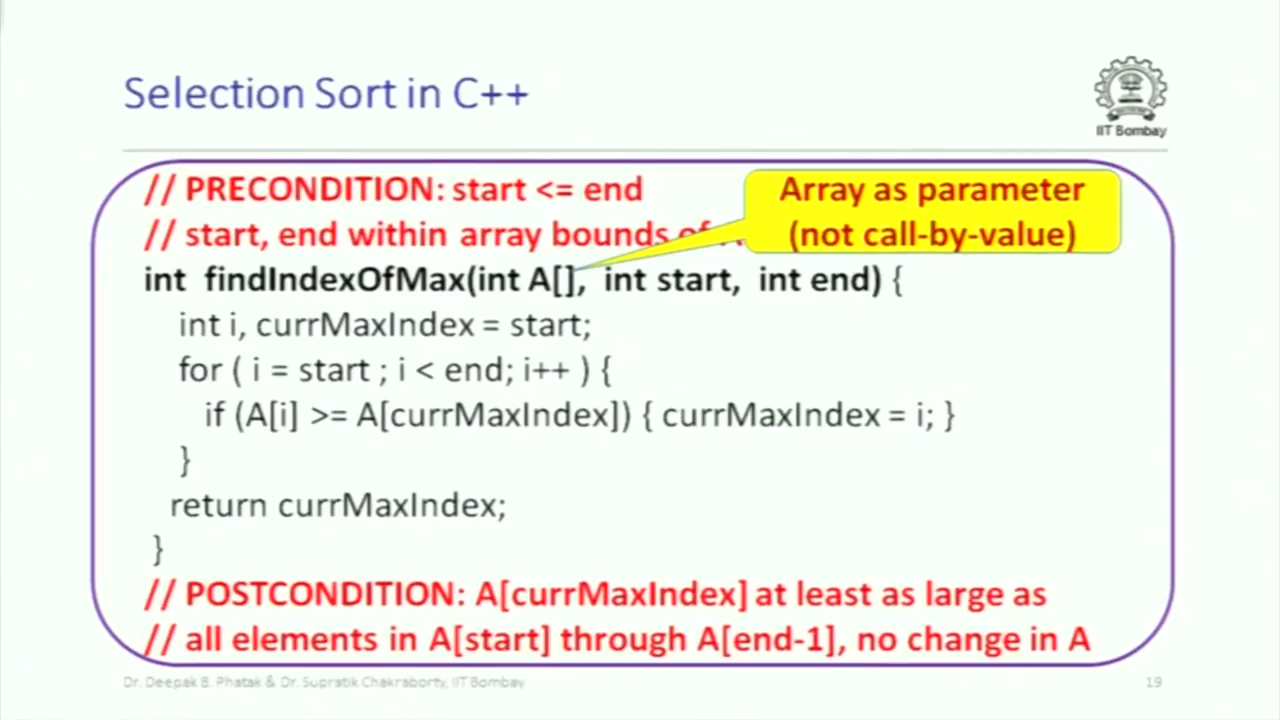 Selection Sort in C++
IIT Bombay
// PRECONDITION: start <= end
// start, end within array bounds of
Array as parameter
(not call-by-value)
int findIndexOfMax(int A[], int start, int end) {
int i, currMaxIndex = start;
for ( i = start ; i < end; i++ ) {
if (A[i] >= A[currMaxIndex]) { currMaxIndex = i; }
}
return currMaxIndex;
}
// POSTCONDITION: A[currMaxIndex] at least as large as
// all elements in A[start] through A[end-1], no change in A
Dr. Deepak B. Phatak & Dr. Supratik Chakraborty, IIT Bombay
19